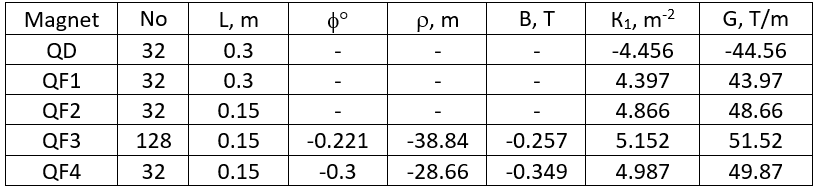 Magnet No L, m ϕ° ρ, m B, T K₁, m⁻² G, T/m
QD 32 0.3 - - - -4.456 -44.56
QF1 32 0.3 - - - 4.397 43.97
QF2 32 0.15 - - - 4.866 48.66
QF3 128 0.15 -0.221 -38.84 -0.257 5.152 51.52
QF4 32 0.15 -0.3 -28.66 -0.349 4.987 49.87